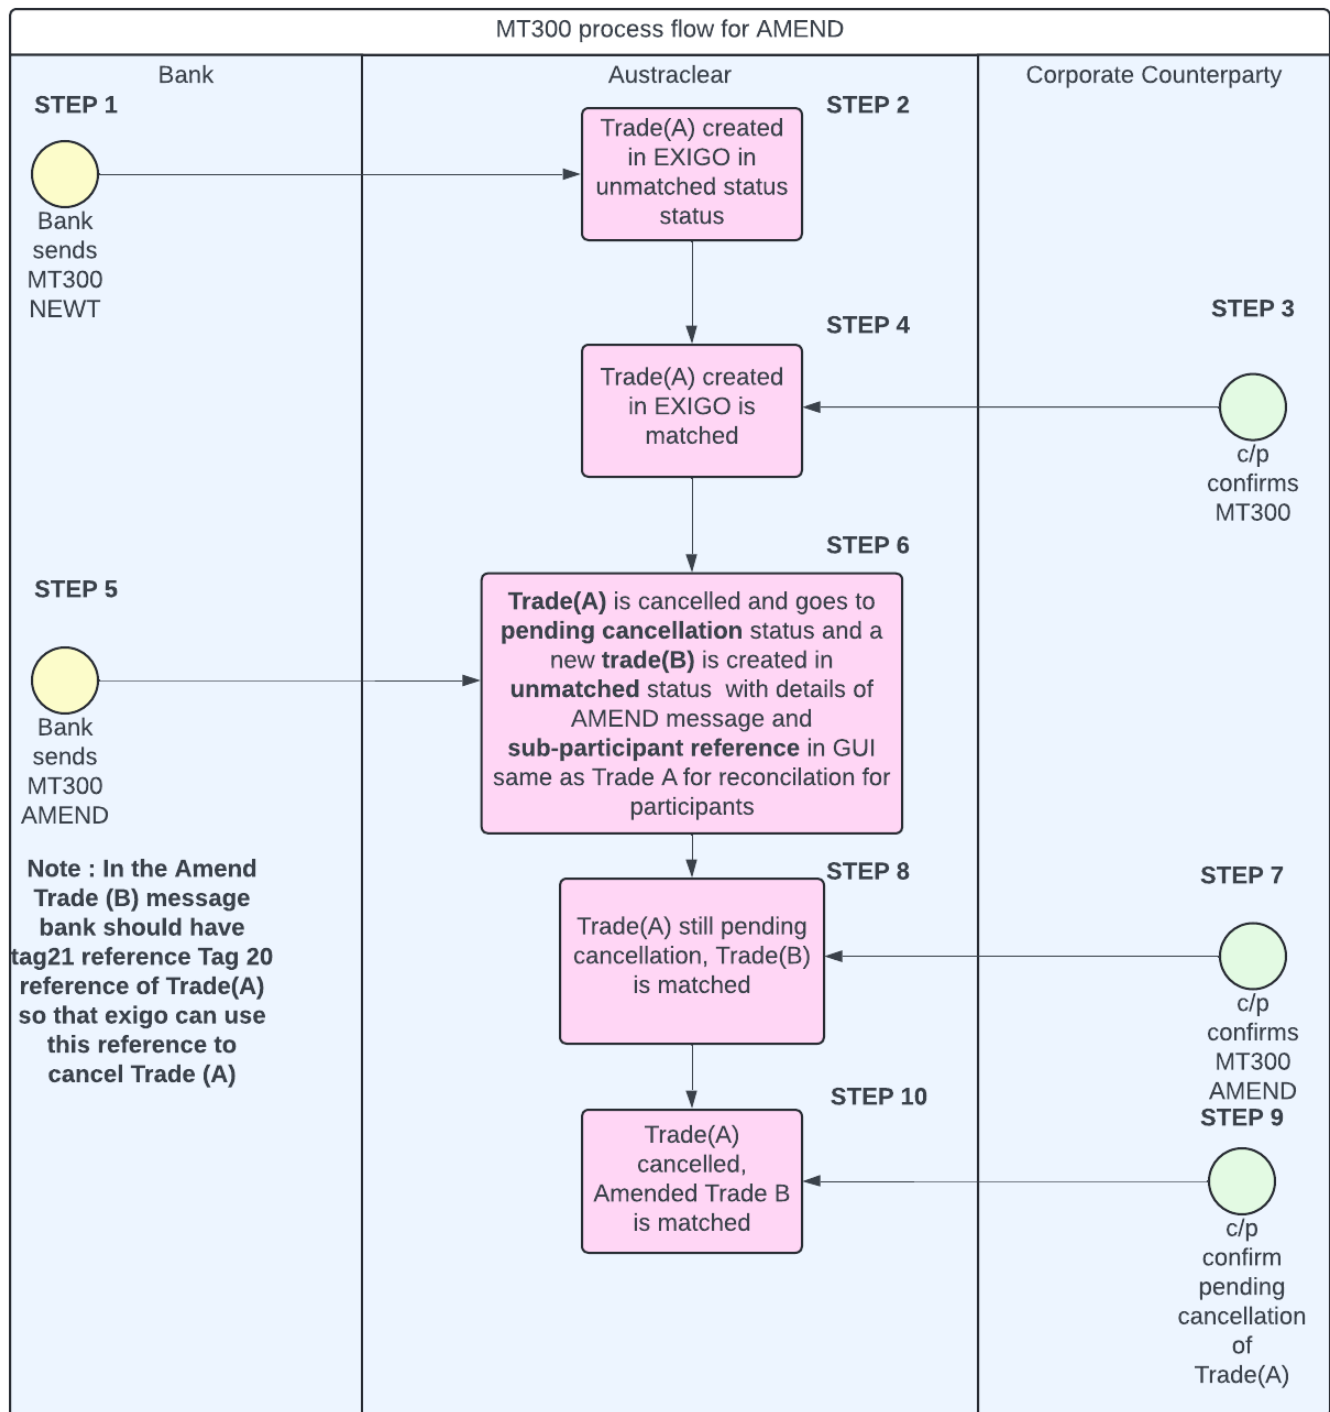 MT300 process flow for AMEND
Bank
Austraclear
Corporate Counterparty
STEP 1
Bank
sends
MT300
NEWT
STEP 2
Trade(A) created
in EXIGO in
unmatched status
status
STEP 3
c/p
confirms
MT300
STEP 4
Trade(A) created
in EXIGO is
matched
STEP 5
Bank
sends
MT300
AMEND
Note : In the Amend
Trade (B) message
bank should have
tag21 reference Tag 20
reference of Trade(A)
so that exigo can use
this reference to
cancel Trade (A)
STEP 6
Trade(A) is cancelled and goes to
pending cancellation status and a
new trade(B) is created in
unmatched status with details of
AMEND message and
sub-participant reference in GUI
same as Trade A for reconcilation for
participants
STEP 7
c/p
confirms
MT300
AMEND
STEP 8
Trade(A) still pending
cancellation, Trade(B)
is matched
STEP 9
c/p
confirm
pending
cancellation
of
Trade(A)
STEP 10
Trade(A)
cancelled,
Amended Trade B
is matched